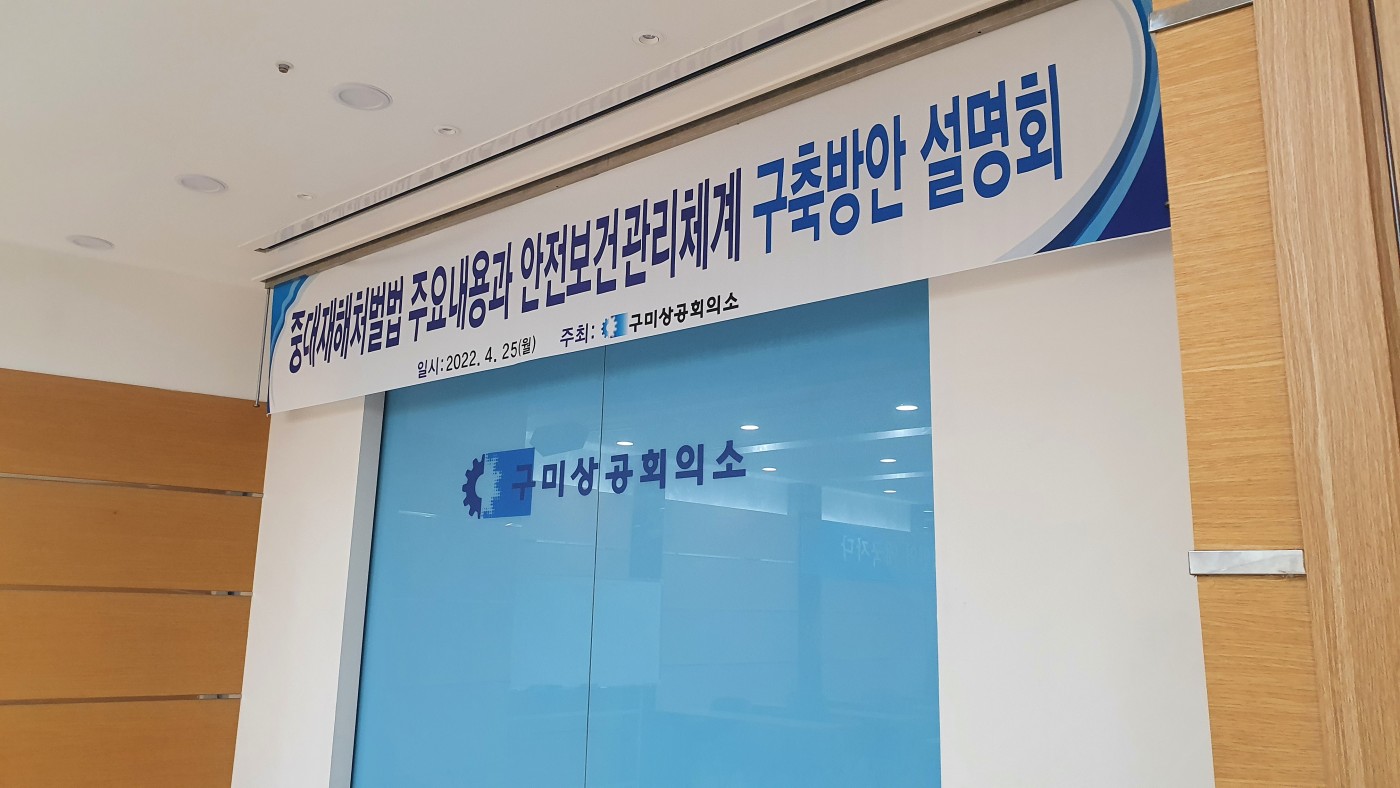 중대재해처벌법 주요내용과 안전보건관리체계 구축방안 설명회
일시:2022. 4. 25(월) 주최: 구미상공회의소
구미상공회의소